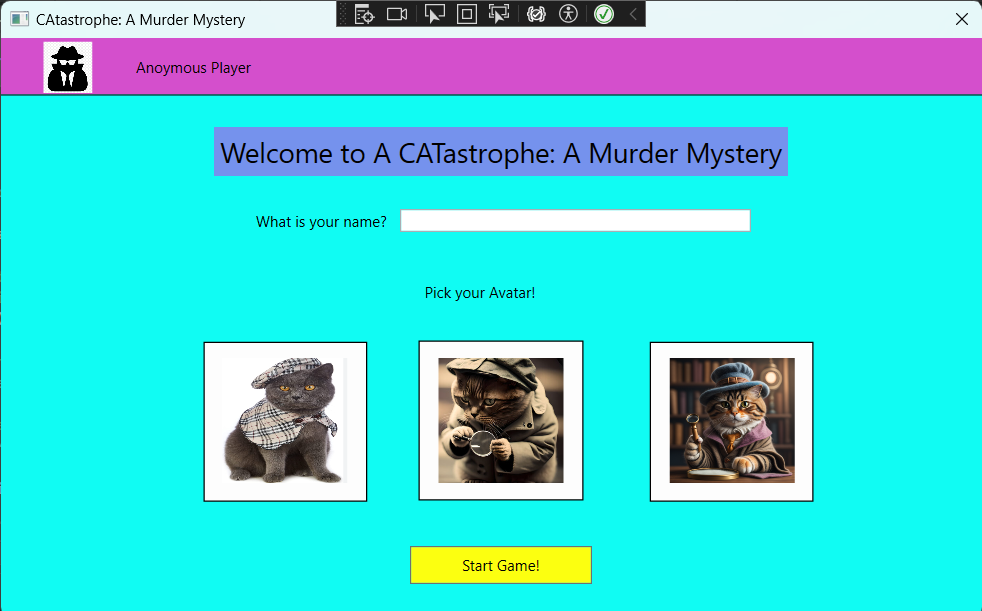 CAtastrophe: A Murder Mystery
Anoymous Player
Welcome to A CATastrophe: A Murder Mystery
What is your name?
Pick your Avatar!
Start Game!